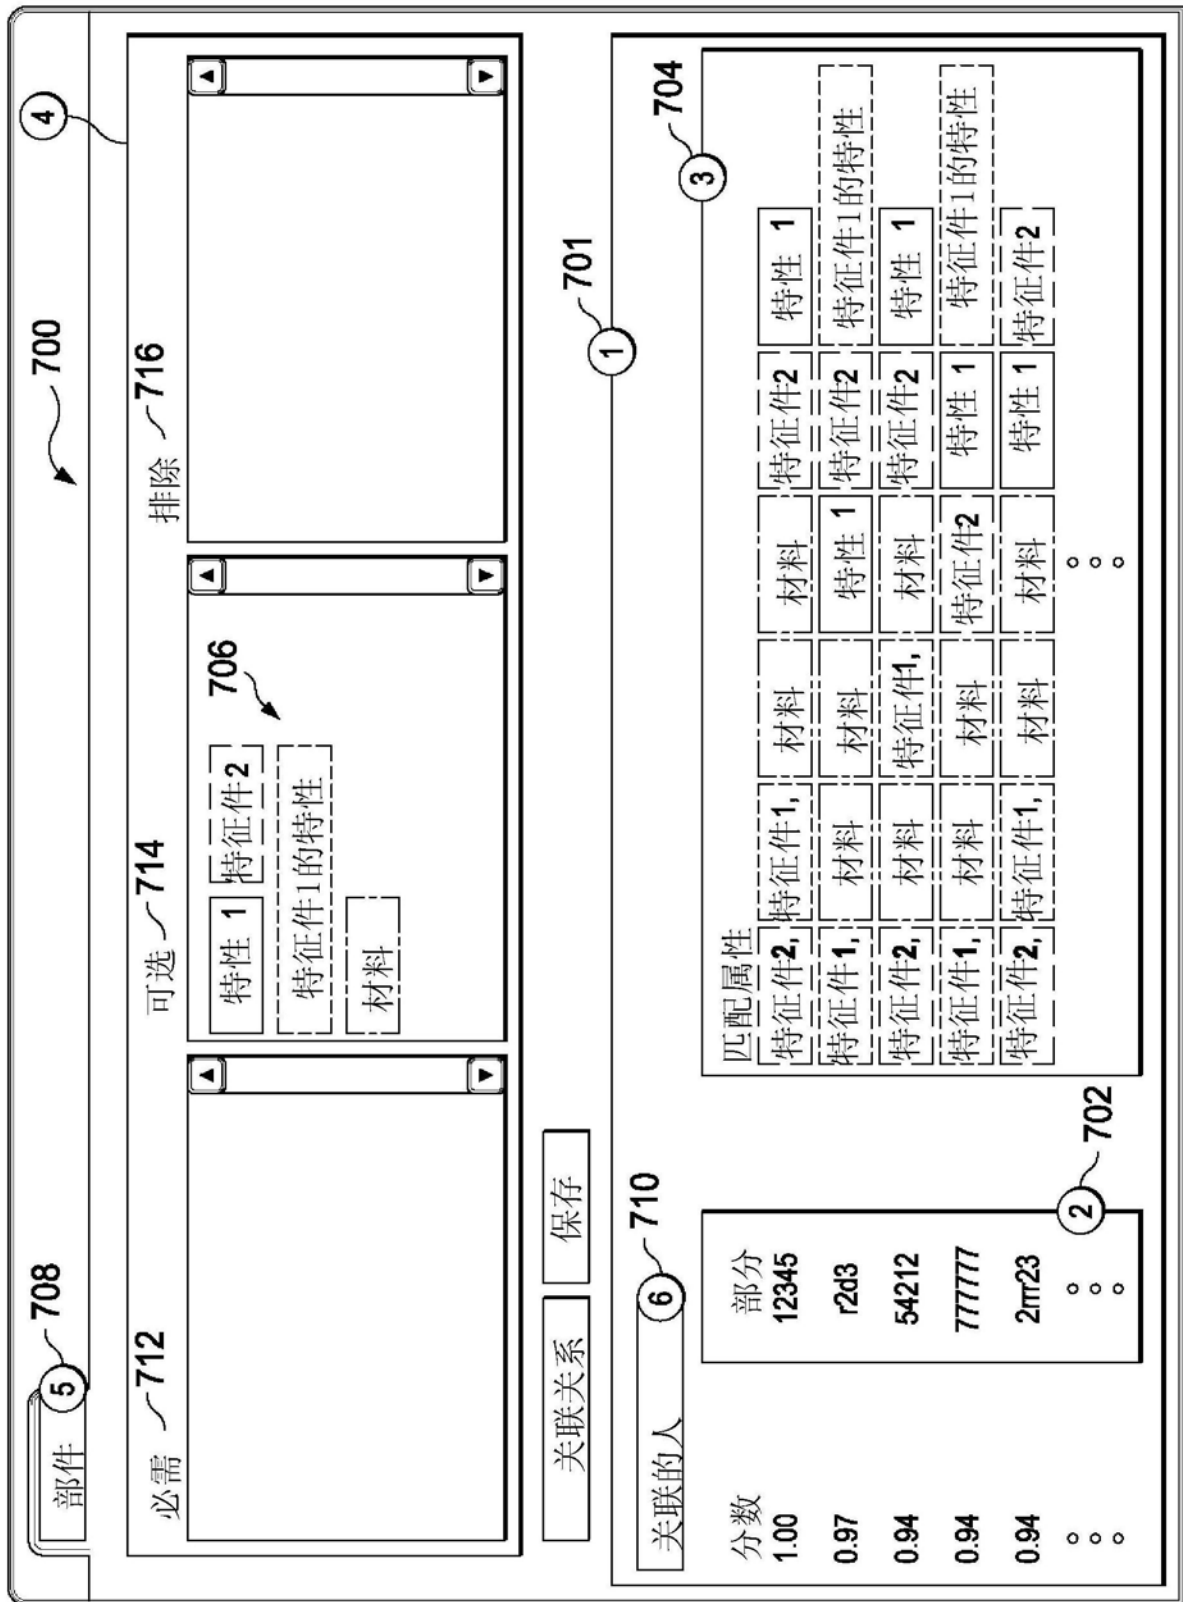 700
部件 5 708
4
必需 712
可选 714
排除 716
特性 1 特征件2
特征件1的特性
材料
706
关联关系 保存
1 701
关联的人 6 710
3 704
分数 部分 匹配属性
1.00 12345 特征件2, 特征件1, 材料 材料 特征件2 特性 1
0.97 r2d3 特征件1, 材料 材料 特性 1 特征件2 特征件1的特性
0.94 54212 特征件2, 材料 特征件1, 材料 特征件2 特性 1
0.94 777777 特征件1, 材料 材料 特征件2 特性 1 特征件1的特性
0.94 特征件2, 特征件1, 材料 材料 特性 1 特征件2
2 702